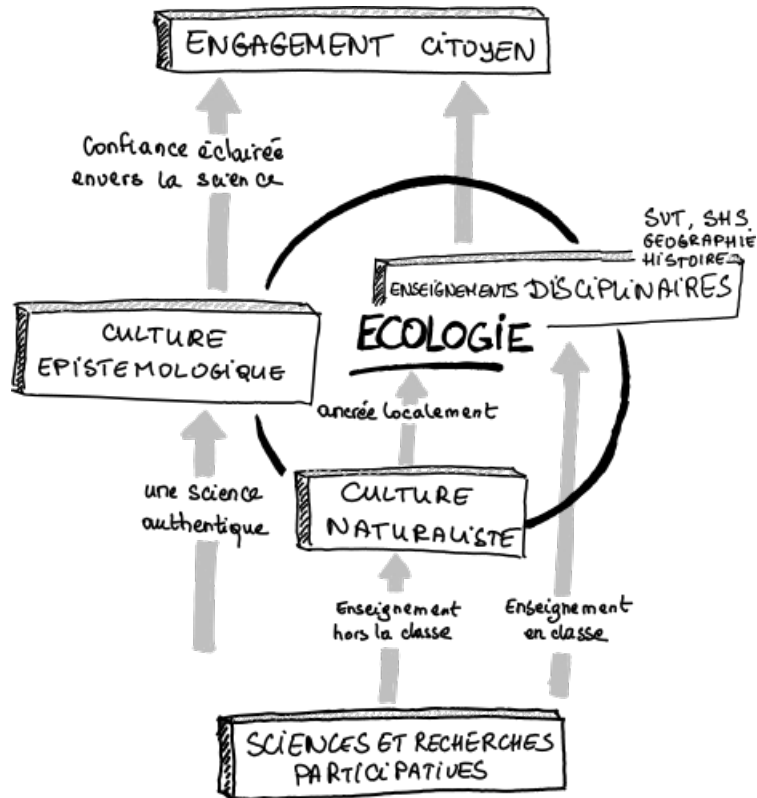 ENGAGEMENT CITOYEN
Confiance éclairée
envers la science
SVT, SHS,
GEOGRAPHIE
HISTOIRE
ENSEIGNEMENTS DISCIPLINAIRES
ECOLOGIE
CULTURE
EPISTEMOLOGIQUE
ancrée localement
une science
authentique
CULTURE
NATURALISTE
Enseignement
hors la classe
Enseignement
en classe
SCIENCES ET RECHERCHES
PARTICIPATIVES